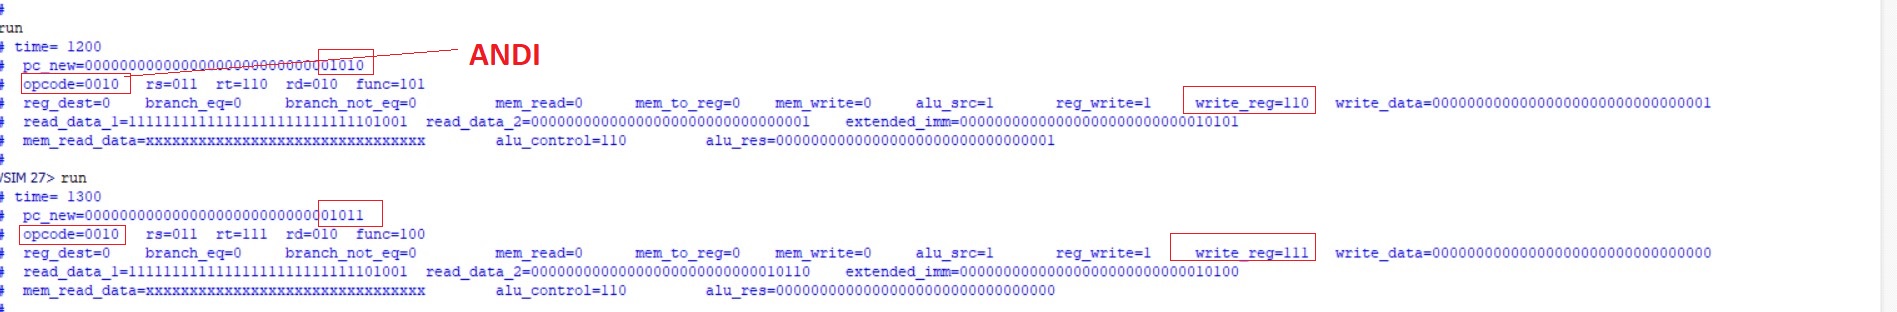 #
run
# time= 1200
ANDI
# pc_new=00000000000000000000000000001010
# opcode=0010 rs=011 rt=110 rd=010 func=101
# reg_dest=0 branch_eq=0 branch_not_eq=0 mem_read=0 mem_to_reg=0 mem_write=0 alu_src=1 reg_write=1 write_reg=110 write_data=00000000000000000000000000000001
# read_data_1=11111111111111111111111111101001 read_data_2=00000000000000000000000000000001 extended_imm=00000000000000000000000000010101
# mem_read_data=xxxxxxxxxxxxxxxxxxxxxxxxxxxxxxxx alu_control=110 alu_res=00000000000000000000000000000001
#
/SIM 27> run
# time= 1300
# pc_new=00000000000000000000000000001011
# opcode=0010 rs=011 rt=111 rd=010 func=100
# reg_dest=0 branch_eq=0 branch_not_eq=0 mem_read=0 mem_to_reg=0 mem_write=0 alu_src=1 reg_write=1 write_reg=111 write_data=00000000000000000000000000000000
# read_data_1=11111111111111111111111111101001 read_data_2=00000000000000000000000000010110 extended_imm=00000000000000000000000000010100
# mem_read_data=xxxxxxxxxxxxxxxxxxxxxxxxxxxxxxxx alu_control=110 alu_res=00000000000000000000000000000000
#